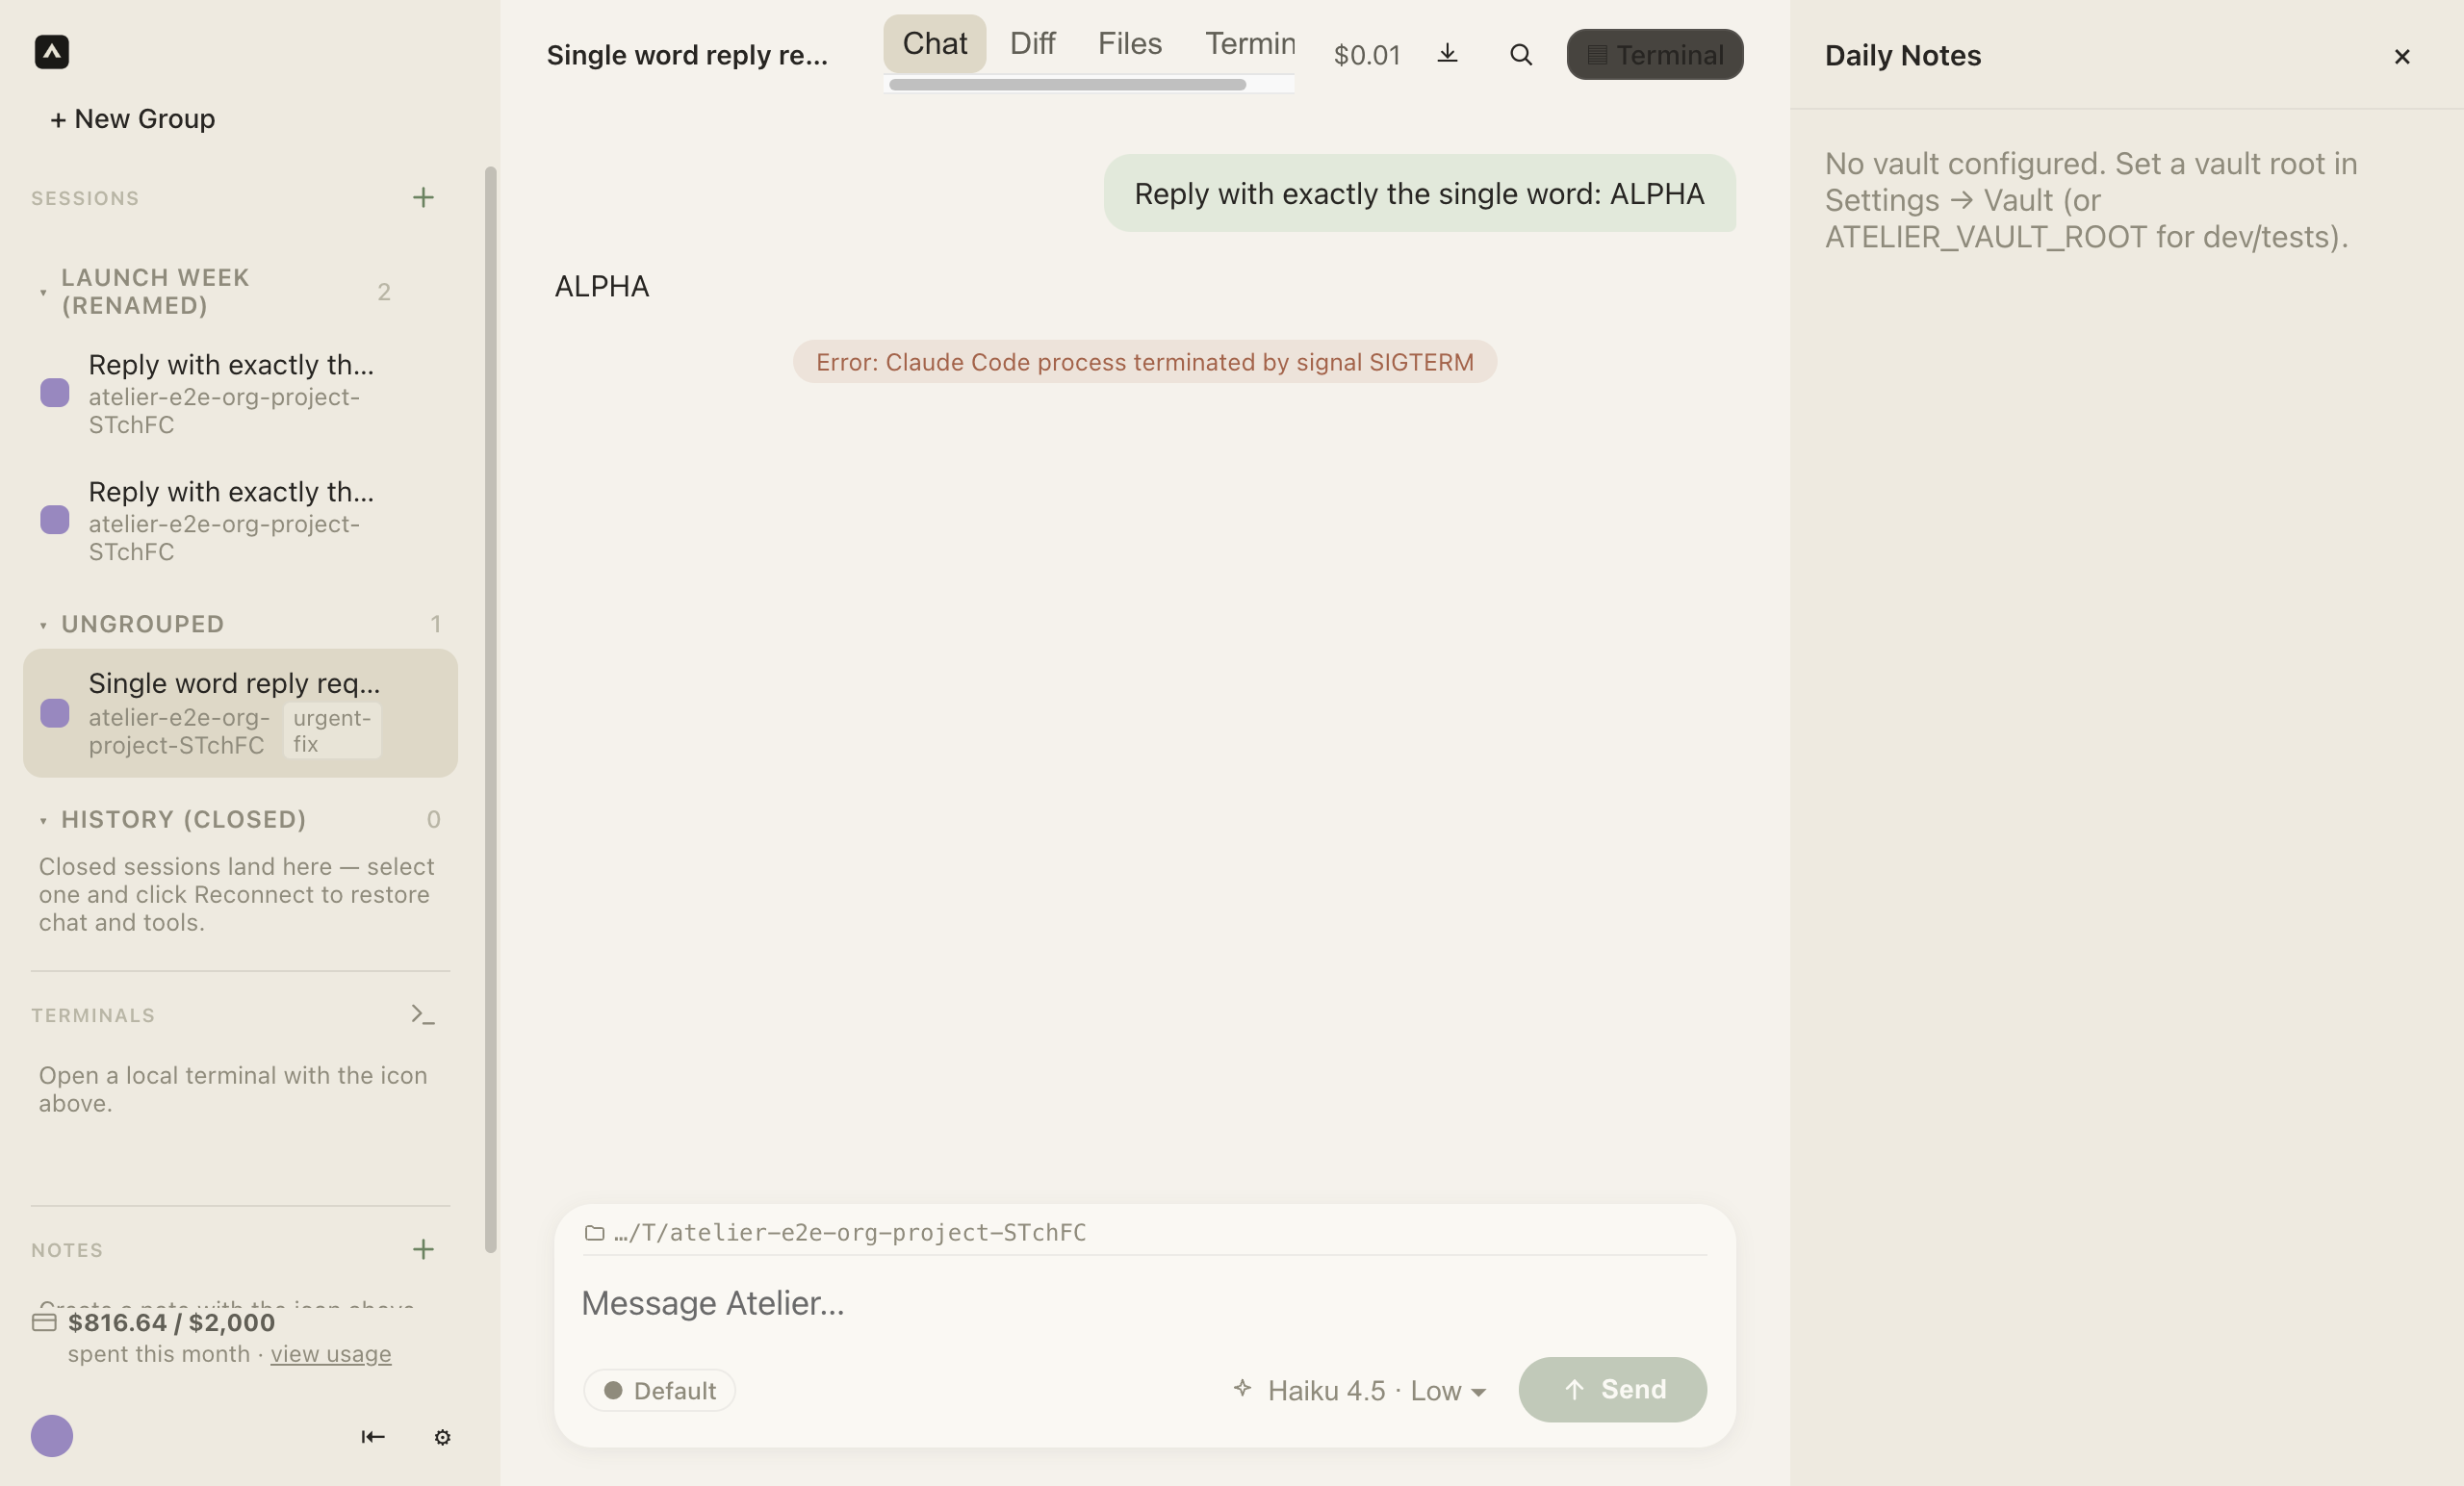 + New Group
SESSIONS
LAUNCH WEEK
(RENAMED)
2
Reply with exactly th...
atelier-e2e-org-project-
STchFC
Reply with exactly th...
atelier-e2e-org-project-
STchFC
UNGROUPED
1
Single word reply req...
atelier-e2e-org-
project-STchFC
urgent-
fix
HISTORY (CLOSED)
0
Closed sessions land here — select
one and click Reconnect to restore
chat and tools.
TERMINALS
Open a local terminal with the icon
above.
NOTES
Create a note with the icon above
$816.64 / $2,000
spent this month · view usage
Single word reply re...
Chat
Diff
Files
Termin
$0.01
Terminal
Reply with exactly the single word: ALPHA
ALPHA
Error: Claude Code process terminated by signal SIGTERM
…/T/atelier-e2e-org-project-STchFC
Message Atelier...
Default
Haiku 4.5 · Low
Send
Daily Notes
No vault configured. Set a vault root in
Settings → Vault (or
ATELIER_VAULT_ROOT for dev/tests).